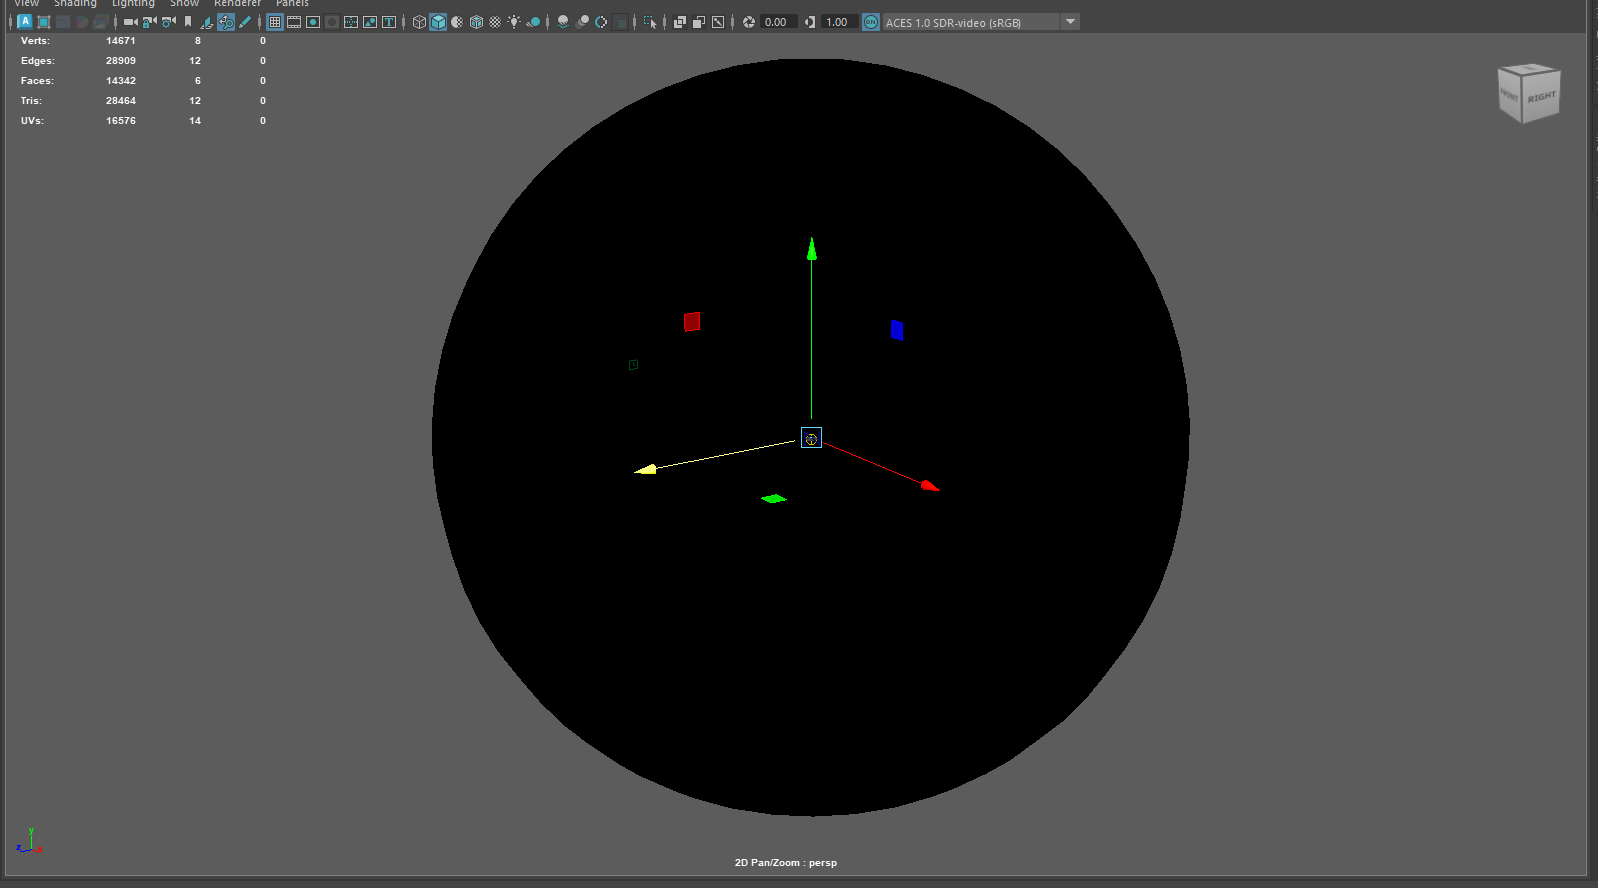 View Shading Lighting Show Renderer Panels
A T 0.00 1.00 ON ACES 1.0 SDR-video (sRGB)
Verts: 14671 8 0
Edges: 28909 12 0
Faces: 14342 6 0
Tris: 28464 12 0
UVs: 16576 14 0
FRONT RIGHT
y
z x
2D Pan/Zoom : persp